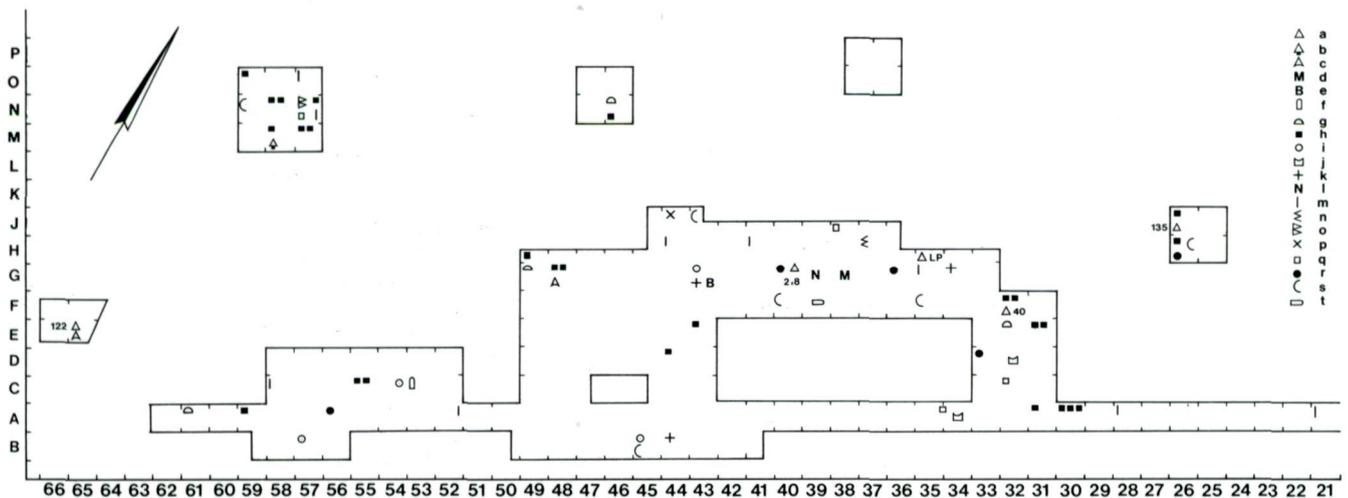 P
O
N
M
L
K
J
H
G
F
E
D
C
A
B
122
B
2,8
N
M
LP
40
135
a
b
c
M d
B e
f
g
h
i
j
k
N l
m
n
o
p
q
r
s
t
66 65 64 63 62 61 60 59 58 57 56 55 54 53 52 51 50 49 48 47 46 45 44 43 42 41 40 39 38 37 36 35 34 33 32 31 30 29 28 27 26 25 24 23 22 21